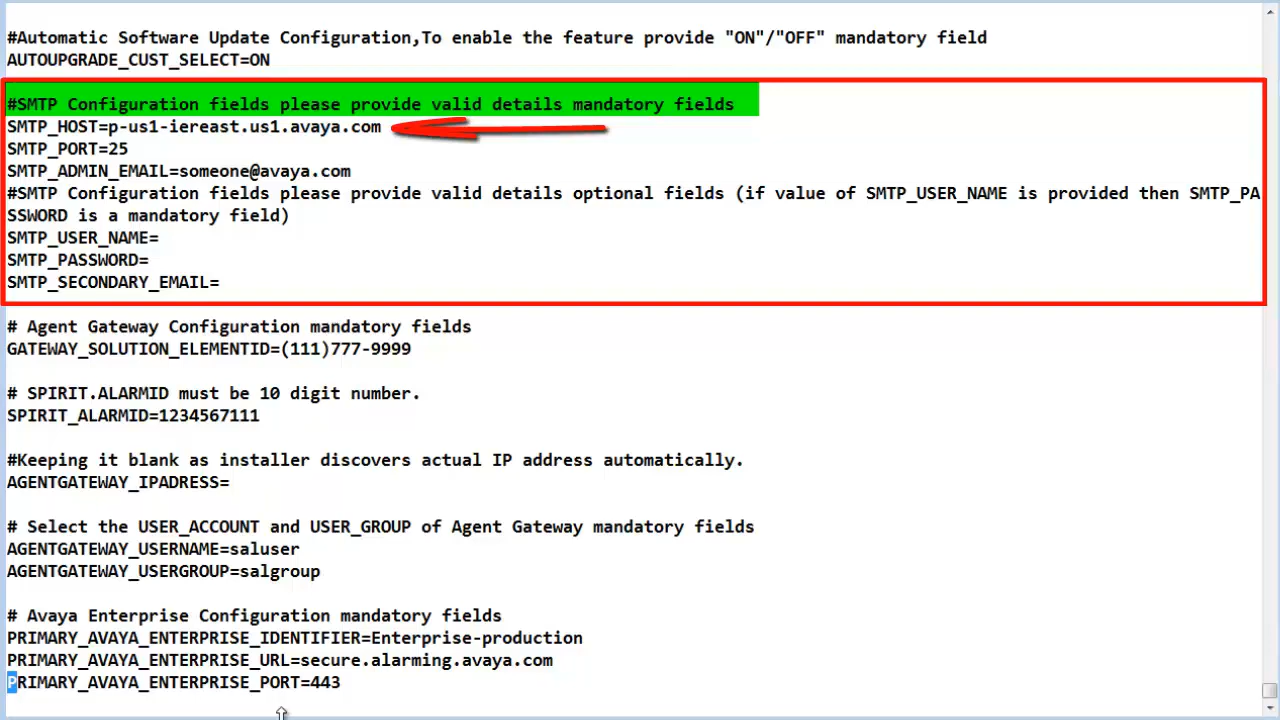 #Automatic Software Update Configuration,To enable the feature provide "ON"/"OFF" mandatory field
AUTOUPGRADE_CUST_SELECT=ON
#SMTP Configuration fields please provide valid details mandatory fields
SMTP_HOST=p-us1-iereast.us1.avaya.com
SMTP_PORT=25
SMTP_ADMIN_EMAIL=someone@avaya.com
#SMTP Configuration fields please provide valid details optional fields (if value of SMTP_USER_NAME is provided then SMTP_PA
SSWORD is a mandatory field)
SMTP_USER_NAME=
SMTP_PASSWORD=
SMTP_SECONDARY_EMAIL=
# Agent Gateway Configuration mandatory fields
GATEWAY_SOLUTION_ELEMENTID=(111)777-9999
# SPIRIT.ALARMID must be 10 digit number.
SPIRIT_ALARMID=1234567111
#Keeping it blank as installer discovers actual IP address automatically.
AGENTGATEWAY_IPADRESS=
# Select the USER_ACCOUNT and USER_GROUP of Agent Gateway mandatory fields
AGENTGATEWAY_USERNAME=saluser
AGENTGATEWAY_USERGROUP=salgroup
# Avaya Enterprise Configuration mandatory fields
PRIMARY_AVAYA_ENTERPRISE_IDENTIFIER=Enterprise-production
PRIMARY_AVAYA_ENTERPRISE_URL=secure.alarming.avaya.com
PRIMARY_AVAYA_ENTERPRISE_PORT=443